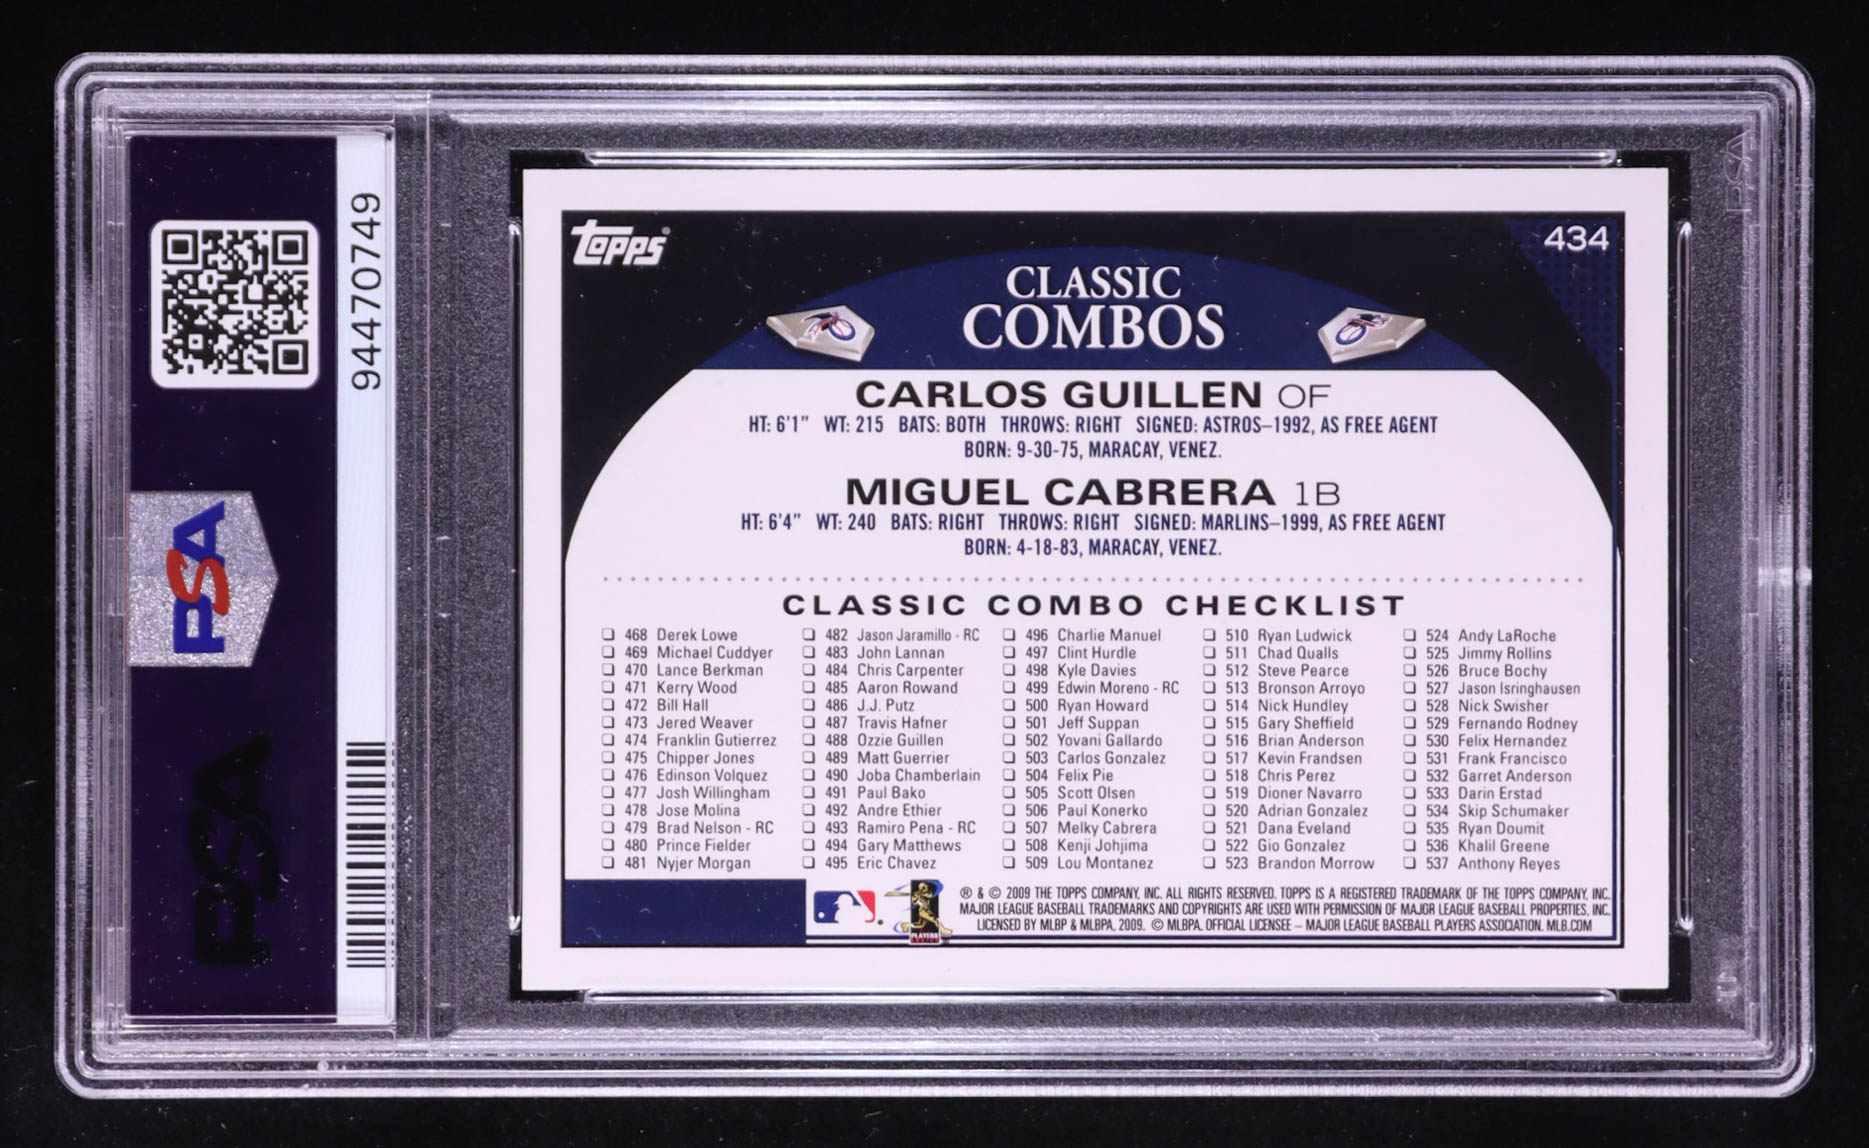 94470749
PSA
PSA
topps
434
CLASSIC
COMBOS
CARLOS GUILLEN OF
HT: 6'1" WT: 215 BATS: BOTH THROWS: RIGHT SIGNED: ASTROS–1992, AS FREE AGENT
BORN: 9-30-75, MARACAY, VENEZ.
MIGUEL CABRERA 1B
HT: 6'4" WT: 240 BATS: RIGHT THROWS: RIGHT SIGNED: MARLINS–1999, AS FREE AGENT
BORN: 4-18-83, MARACAY, VENEZ.
CLASSIC COMBO CHECKLIST
468 Derek Lowe
469 Michael Cuddyer
470 Lance Berkman
471 Kerry Wood
472 Bill Hall
473 Jered Weaver
474 Franklin Gutierrez
475 Chipper Jones
476 Edinson Volquez
477 Josh Willingham
478 Jose Molina
479 Brad Nelson - RC
480 Prince Fielder
481 Nyjer Morgan
482 Jason Jaramillo - RC
483 John Lannan
484 Chris Carpenter
485 Aaron Rowand
486 J.J. Putz
487 Travis Hafner
488 Ozzie Guillen
489 Matt Guerrier
490 Joba Chamberlain
491 Paul Bako
492 Andre Ethier
493 Ramiro Pena - RC
494 Gary Matthews
495 Eric Chavez
496 Charlie Manuel
497 Clint Hurdle
498 Kyle Davies
499 Edwin Moreno - RC
500 Ryan Howard
501 Jeff Suppan
502 Yovani Gallardo
503 Carlos Gonzalez
504 Felix Pie
505 Scott Olsen
506 Paul Konerko
507 Melky Cabrera
508 Kenji Johjima
509 Lou Montanez
510 Ryan Ludwick
511 Chad Qualls
512 Steve Pearce
513 Bronson Arroyo
514 Nick Hundley
515 Gary Sheffield
516 Brian Anderson
517 Kevin Frandsen
518 Chris Perez
519 Dioner Navarro
520 Adrian Gonzalez
521 Dana Eveland
522 Gio Gonzalez
523 Brandon Morrow
524 Andy LaRoche
525 Jimmy Rollins
526 Bruce Bochy
527 Jason Isringhausen
528 Nick Swisher
529 Fernando Rodney
530 Felix Hernandez
531 Frank Francisco
532 Garret Anderson
533 Darin Erstad
534 Skip Schumaker
535 Ryan Doumit
536 Khalil Greene
537 Anthony Reyes
® & © 2009 THE TOPPS COMPANY, INC. ALL RIGHTS RESERVED. TOPPS IS A REGISTERED TRADEMARK OF THE TOPPS COMPANY, INC.
MAJOR LEAGUE BASEBALL TRADEMARKS AND COPYRIGHTS ARE USED WITH PERMISSION OF MAJOR LEAGUE BASEBALL PROPERTIES, INC.
LICENSED BY MLBP & MLBPA, 2009. © MLBPA. OFFICIAL LICENSEE – MAJOR LEAGUE BASEBALL PLAYERS ASSOCIATION. MLB.COM
PLAYERS